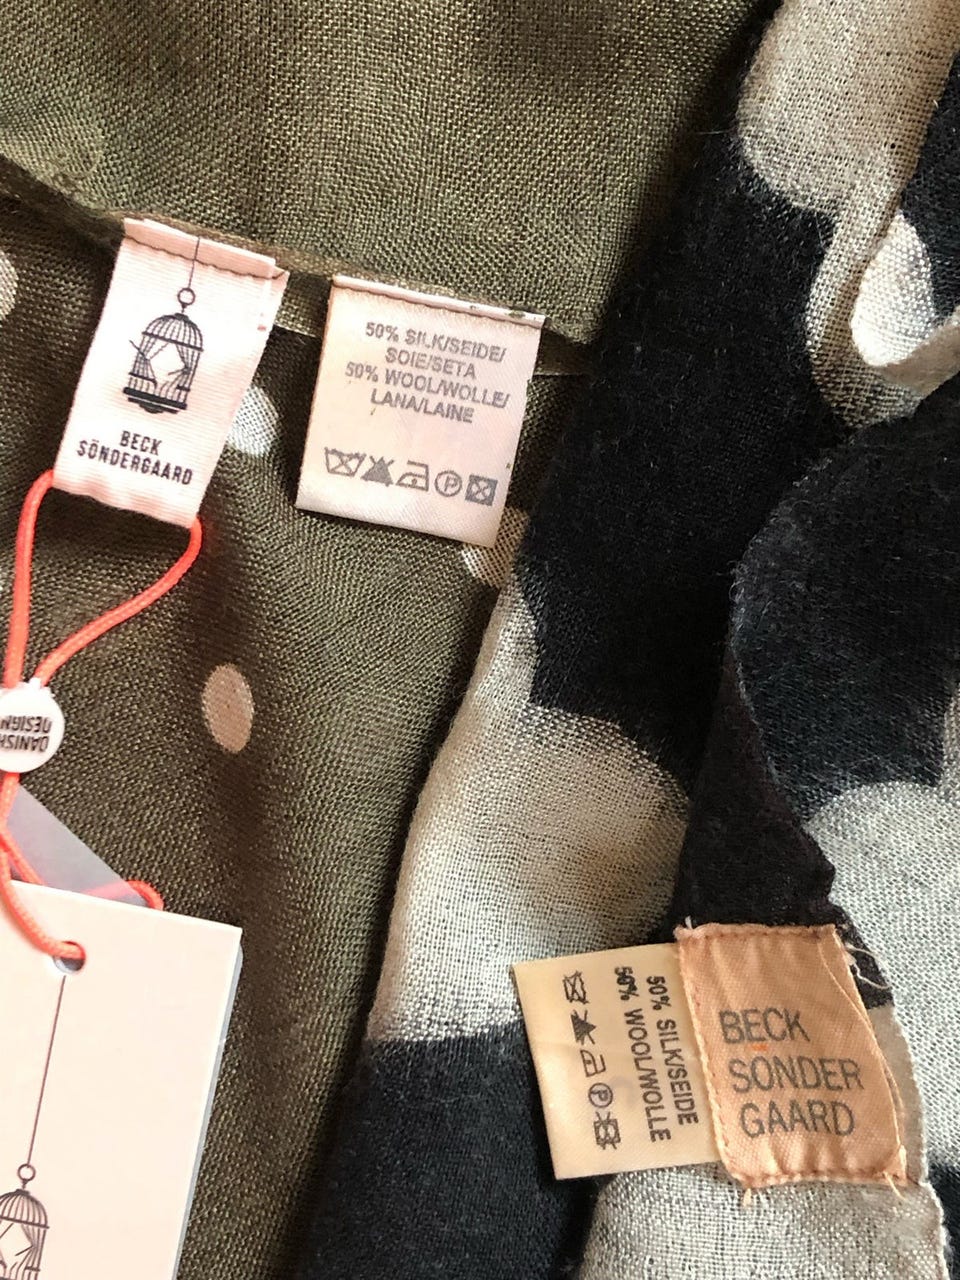 BECK
SÖNDERGAARD
50% SILK/SEIDE/
SOIE/SETA
50% WOOL/WOLLE/
LANA/LAINE
P
DANISH
DESIGN
50% SILK/SEIDE
50% WOOL/WOLLE
P
BECK
SONDER
GAARD